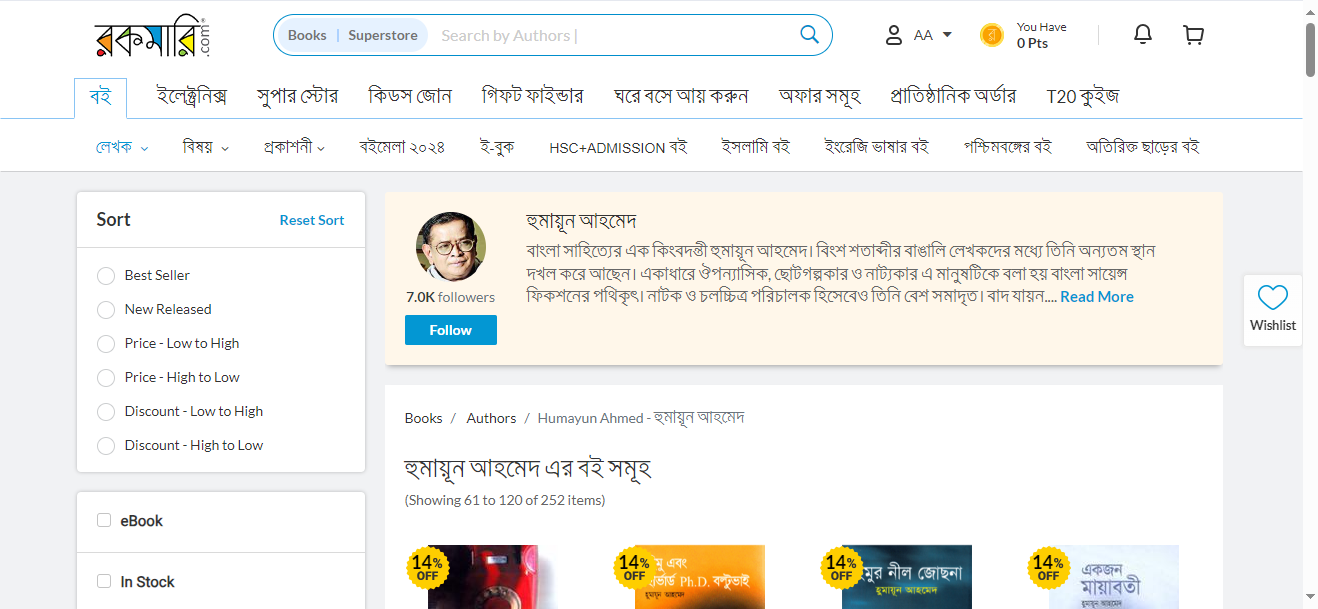 রকমারি.com
Books | Superstore Search by Authors | AA You Have
0 Pts
বই ইলেক্ট্রনিক্স সুপার স্টোর কিডস জোন গিফট ফাইন্ডার ঘরে বসে আয় করুন অফার সমূহ প্রাতিষ্ঠানিক অর্ডার T20 কুইজ
লেখক বিষয় প্রকাশনী বইমেলা ২০২৪ ই-বুক HSC+ADMISSION বই ইসলামি বই ইংরেজি ভাষার বই পশ্চিমবঙ্গের বই অতিরিক্ত ছাড়ের বই
Sort Reset Sort
Best Seller
New Released
Price - Low to High
Price - High to Low
Discount - Low to High
Discount - High to Low
eBook
In Stock
হুমায়ূন আহমেদ
বাংলা সাহিত্যের এক কিংবদন্তী হুমায়ূন আহমেদ। বিংশ শতাব্দীর বাঙালি লেখকদের মধ্যে তিনি অন্যতম স্থান
দখল করে আছেন। একাধারে ঔপন্যাসিক, ছোটগল্পকার ও নাট্যকার এ মানুষটিকে বলা হয় বাংলা সায়েন্স
ফিকশনের পথিকৃৎ। নাটক ও চলচ্চিত্র পরিচালক হিসেবেও তিনি বেশ সমাদৃত। বাদ যায়ন.... Read More
7.0K followers
Follow
Wishlist
Books / Authors / Humayun Ahmed - হুমায়ূন আহমেদ
হুমায়ূন আহমেদ এর বই সমূহ
(Showing 61 to 120 of 252 items)
14% OFF
14% OFF
এবং
Ph.D. বল্টুভাই
হুমায়ূন আহমেদ
14% OFF
নীল জোছনা
হুমায়ূন আহমেদ
14% OFF
একজন
মায়াবতী
হুমায়ূন আহমেদ